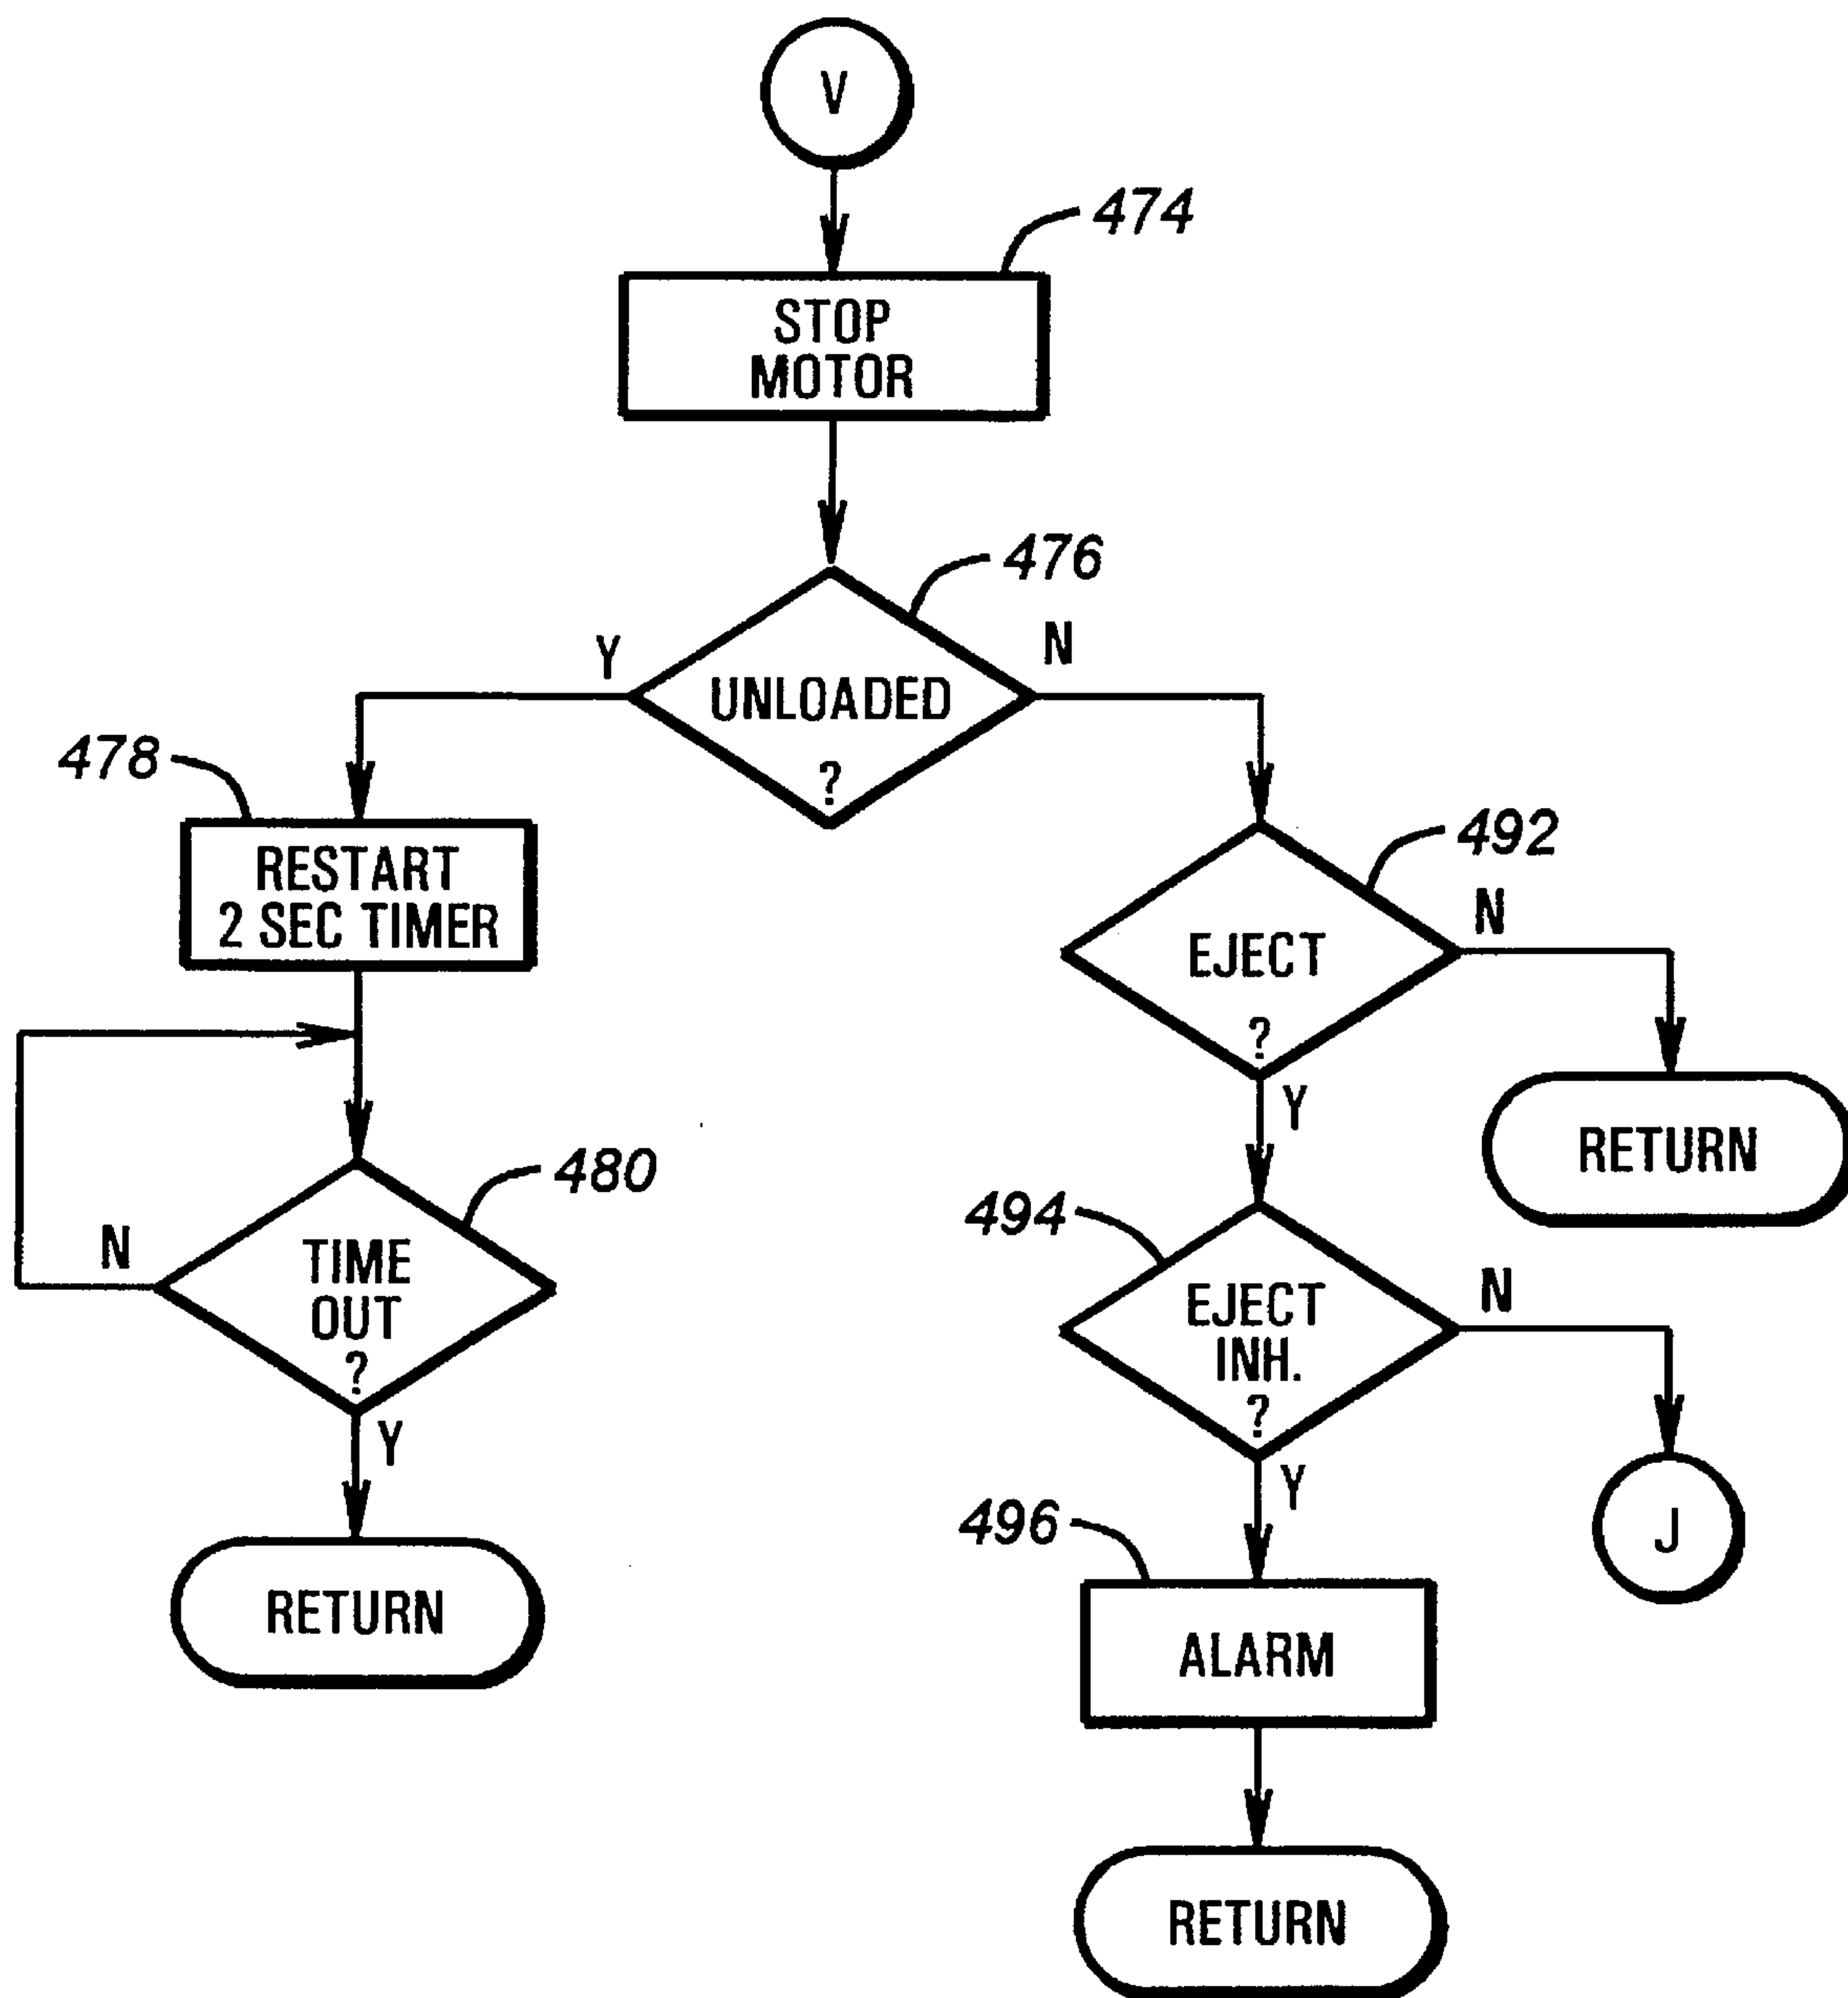 V
474
STOP
MOTOR
476
Y
N
UNLOADED
?
478
RESTART
2 SEC TIMER
492
N
EJECT
?
Y
RETURN
480
N
TIME
OUT
?
Y
RETURN
494
EJECT
INH.
?
N
Y
J
496
ALARM
RETURN